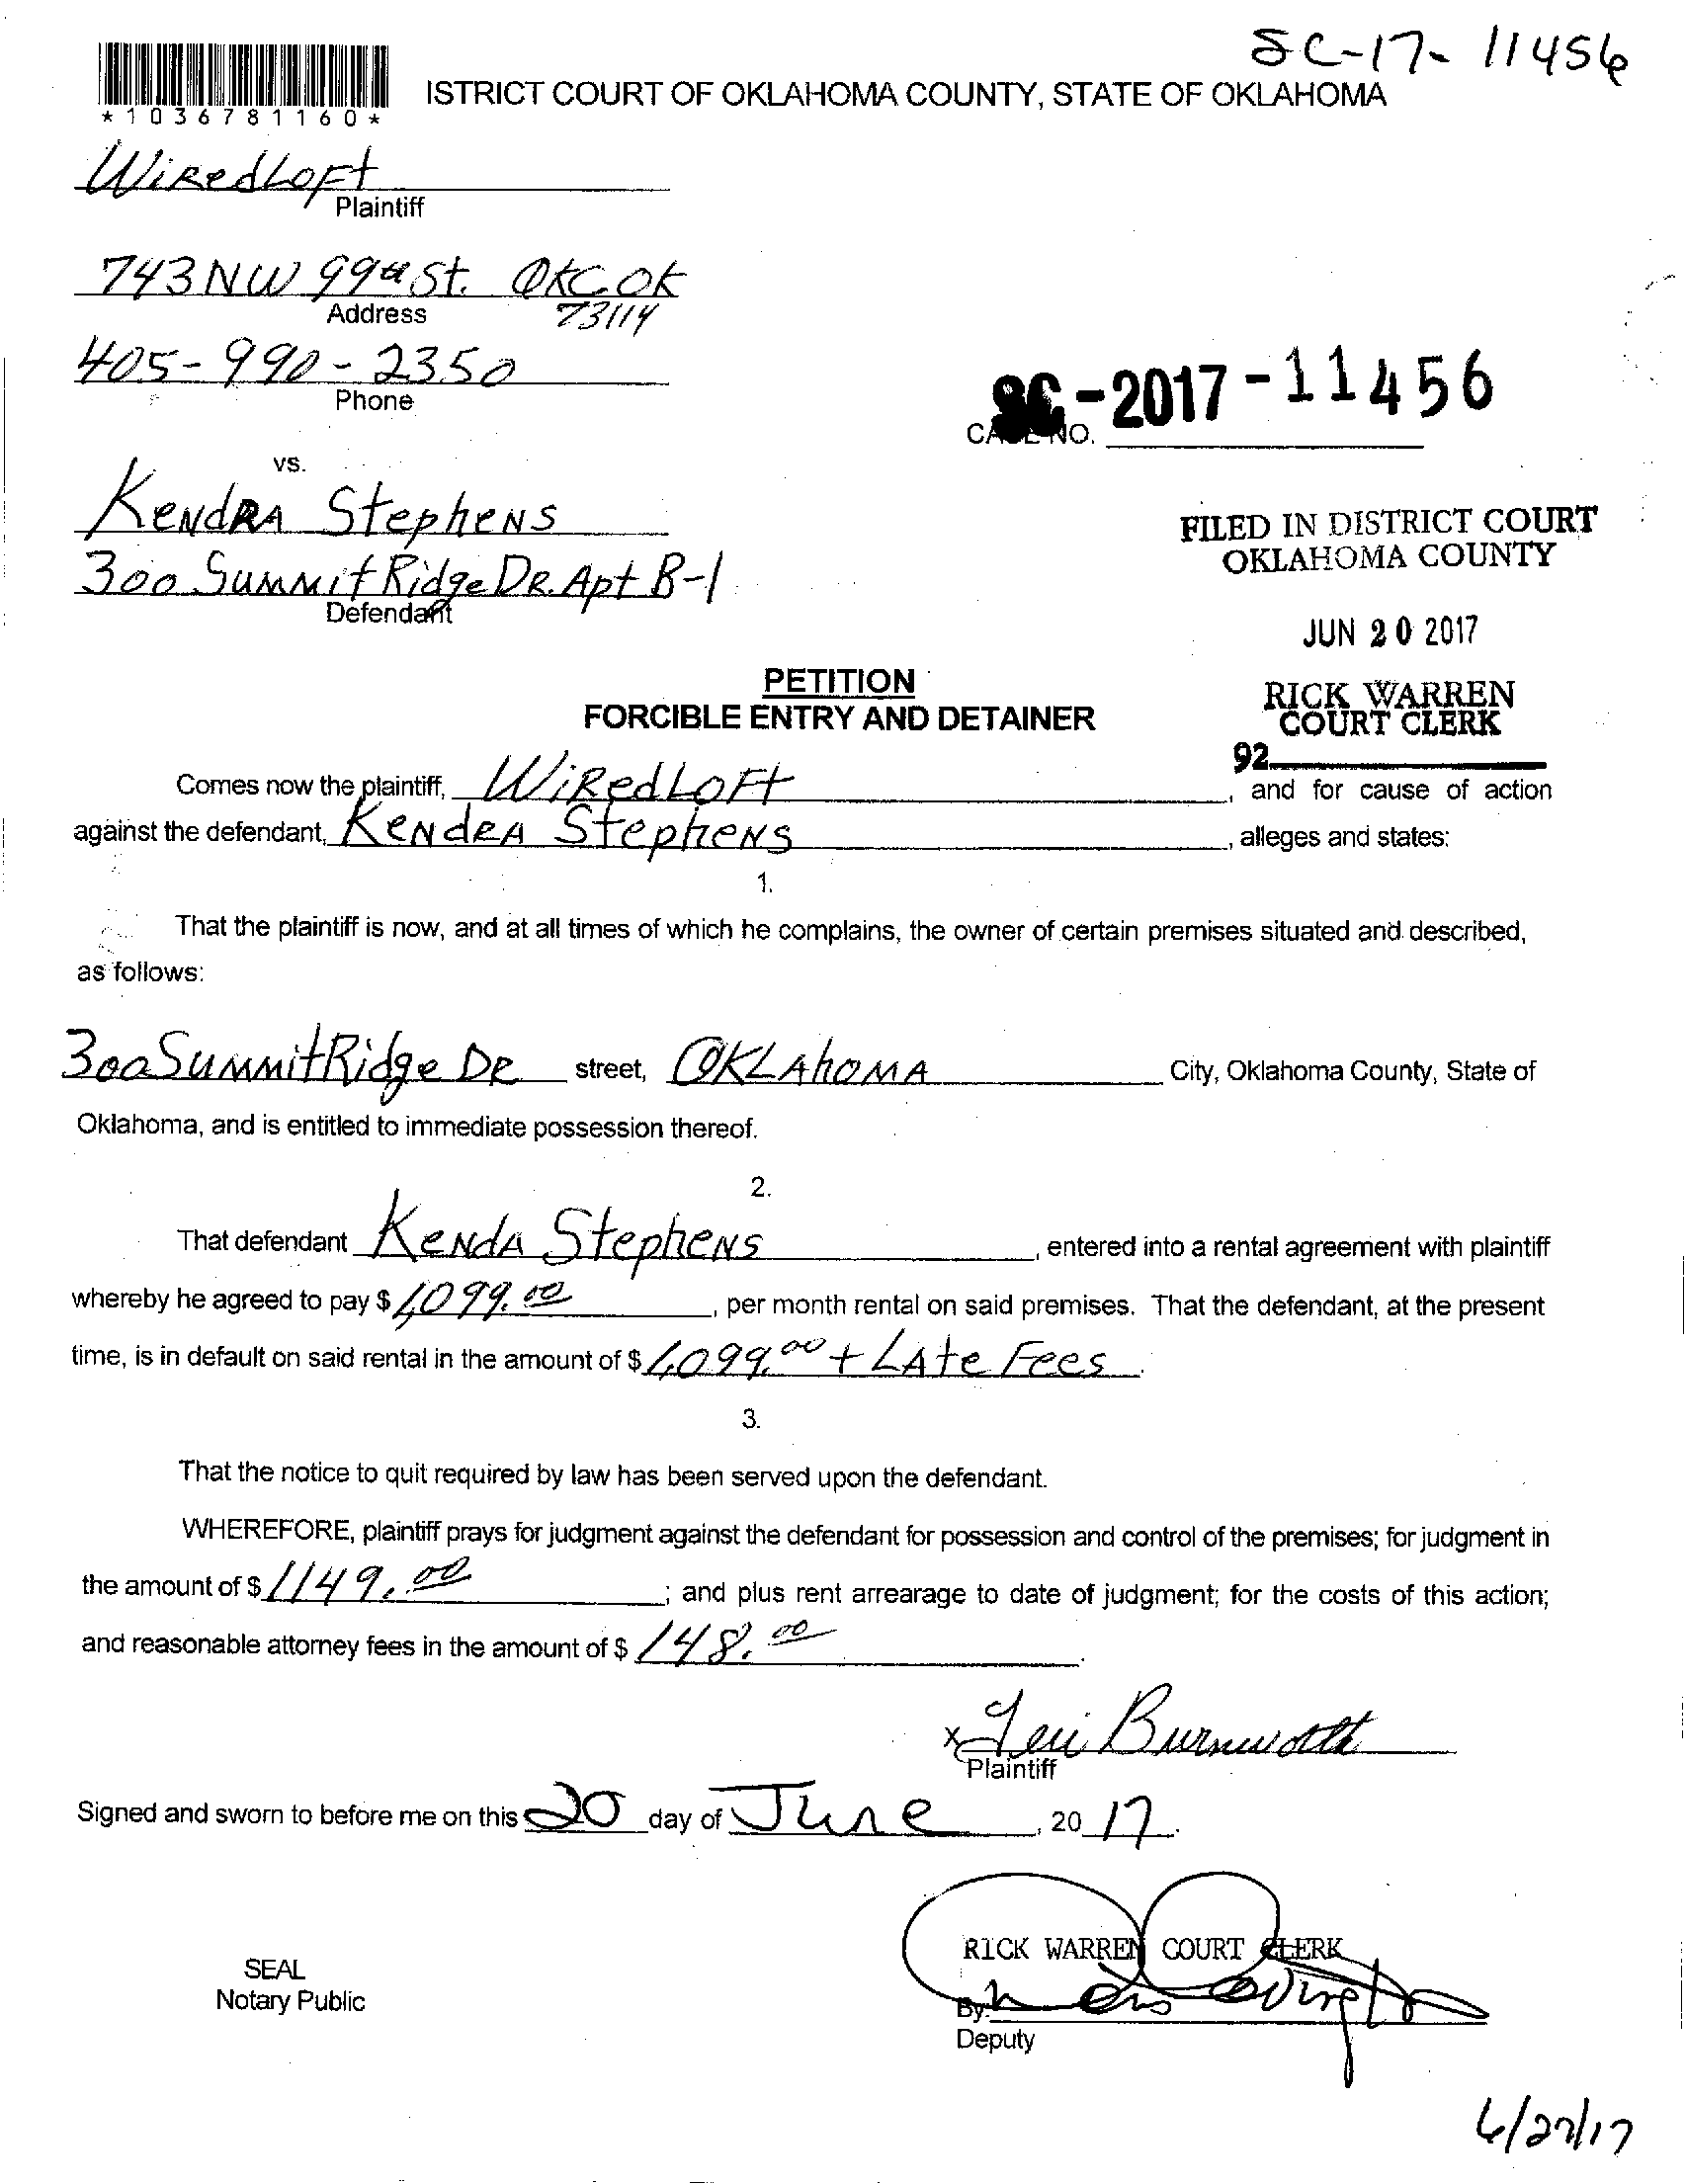 SC-17-11456
ISTRICT COURT OF OKLAHOMA COUNTY, STATE OF OKLAHOMA
*1036781160*
WiRedLoft
Plaintiff
743 NW 99th St. OKC OK
Address 73114
405-990-2350
Phone
SC-2017-11456
CASE NO.
vs.
KendRA Stephens
300 Summit Ridge DR. Apt B-1
Defendant
FILED IN DISTRICT COURT
OKLAHOMA COUNTY
JUN 20 2017
RICK WARREN
COURT CLERK
92
PETITION
FORCIBLE ENTRY AND DETAINER
Comes now the plaintiff, WiRedLoft, and for cause of action
against the defendant, KendRA Stephens, alleges and states:
1.
That the plaintiff is now, and at all times of which he complains, the owner of certain premises situated and described,
as follows:
300 Summit Ridge DR street, OKLAhoMA City, Oklahoma County, State of
Oklahoma, and is entitled to immediate possession thereof.
2.
That defendant KendA Stephens, entered into a rental agreement with plaintiff
whereby he agreed to pay $ 1,099.00, per month rental on said premises. That the defendant, at the present
time, is in default on said rental in the amount of $ 1,099.00 + LAte Fees.
3.
That the notice to quit required by law has been served upon the defendant.
WHEREFORE, plaintiff prays for judgment against the defendant for possession and control of the premises; for judgment in
the amount of $ 1149.00; and plus rent arrearage to date of judgment; for the costs of this action;
and reasonable attorney fees in the amount of $ 148.00.
x Teri Burnworth
Plaintiff
Signed and sworn to before me on this 20 day of June, 20 17.
RICK WARREN COURT CLERK
SEAL
Notary Public
By:
Deputy
6/27/17